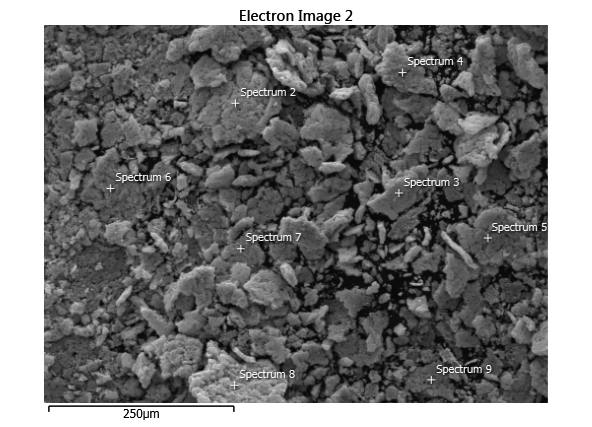 Electron Image 2
Spectrum 4
Spectrum 2
Spectrum 6
Spectrum 3
Spectrum 5
Spectrum 7
Spectrum 8
Spectrum 9
250μm